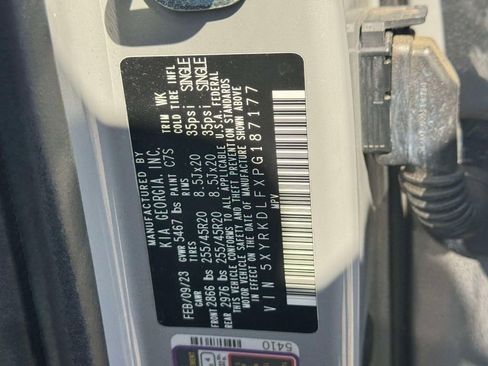 MANUFACTURED BY
KIA GEORGIA, INC.
FEB/09/23 GVWR 5467 lbs PAINT C7S TRIM WK
GAWR TIRES RIMS COLD TIRE INFL
FRONT 2866 lbs 255/45R20 8.5Jx20 35psi SINGLE
REAR 2976 lbs 255/45R20 8.5Jx20 35psi SINGLE
THIS VEHICLE CONFORMS TO ALL APPLICABLE U.S. FEDERAL
MOTOR VEHICLE SAFETY AND THEFT PREVENTION STANDARDS
IN EFFECT ON THE DATE OF MANUFACTURE SHOWN ABOVE
VIN 5XYRKDLFXPG187177
MPV
5410